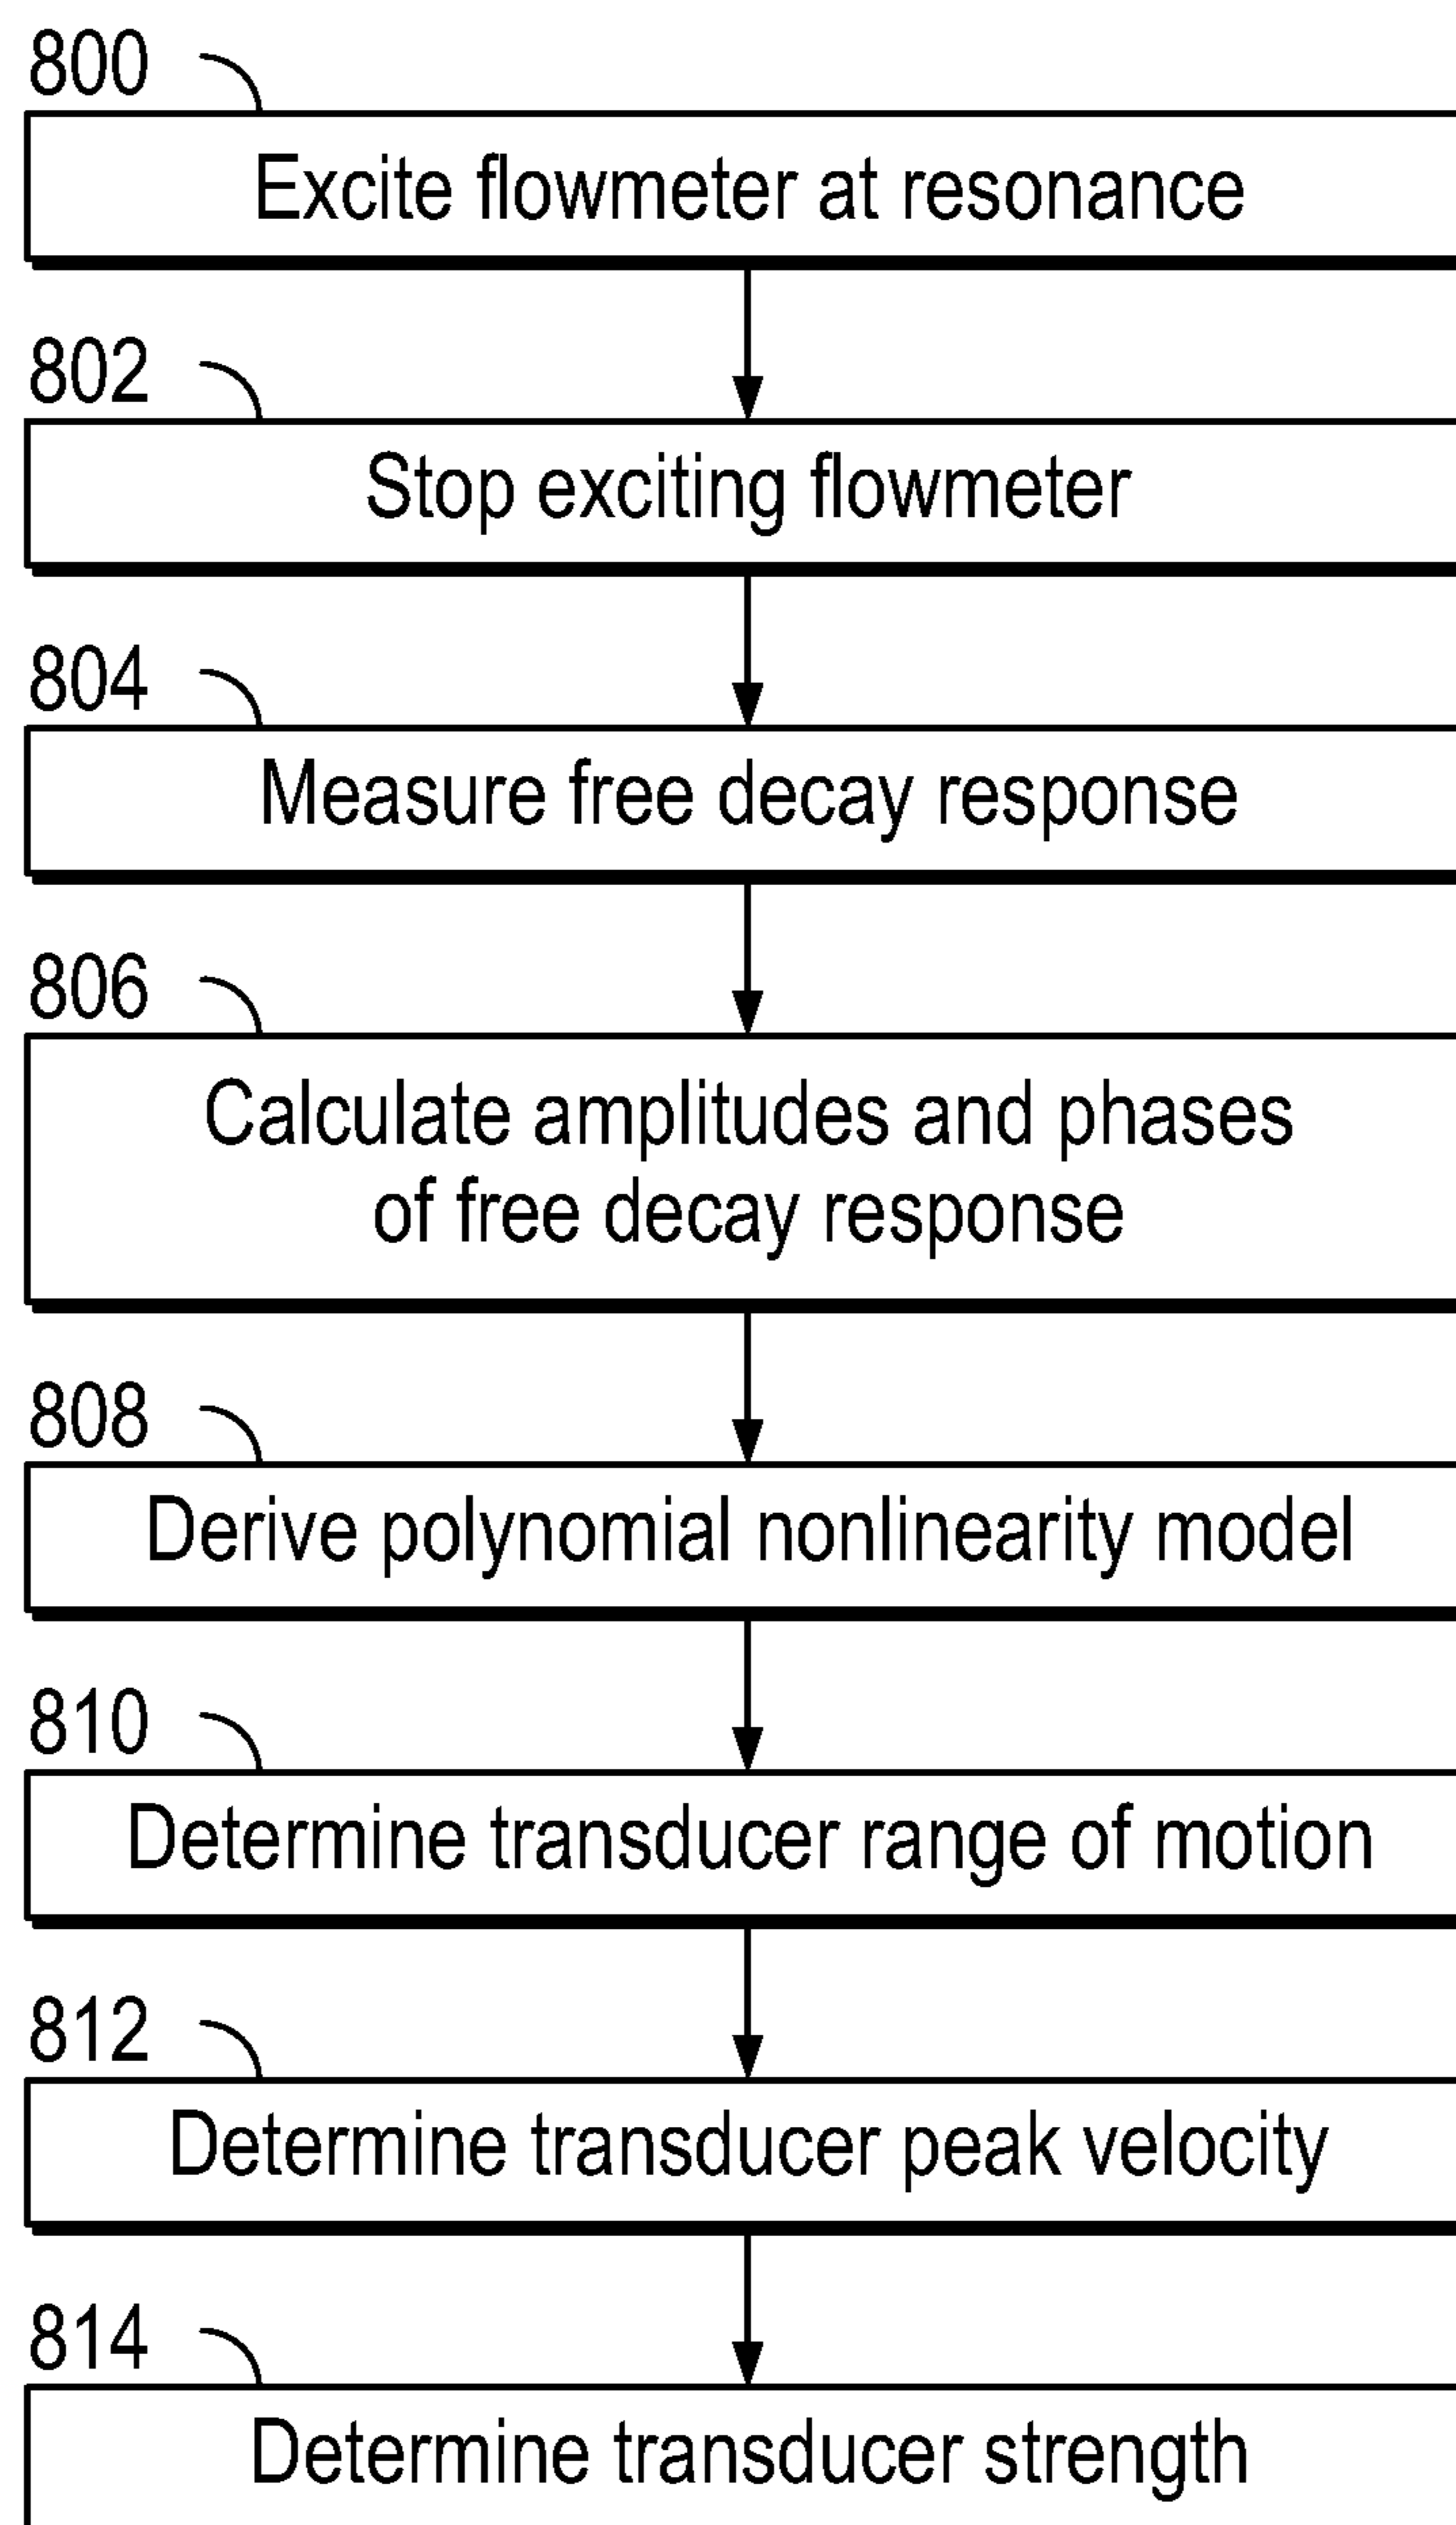 800
Excite flowmeter at resonance
802
Stop exciting flowmeter
804
Measure free decay response
806
Calculate amplitudes and phases
of free decay response
808
Derive polynomial nonlinearity model
810
Determine transducer range of motion
812
Determine transducer peak velocity
814
Determine transducer strength